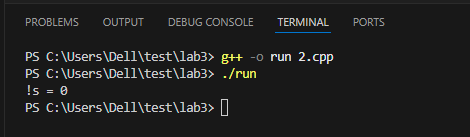 PROBLEMS OUTPUT DEBUG CONSOLE TERMINAL PORTS
PS C:\Users\Dell\test\lab3> g++ -o run 2.cpp
PS C:\Users\Dell\test\lab3> ./run
!s = 0
PS C:\Users\Dell\test\lab3>